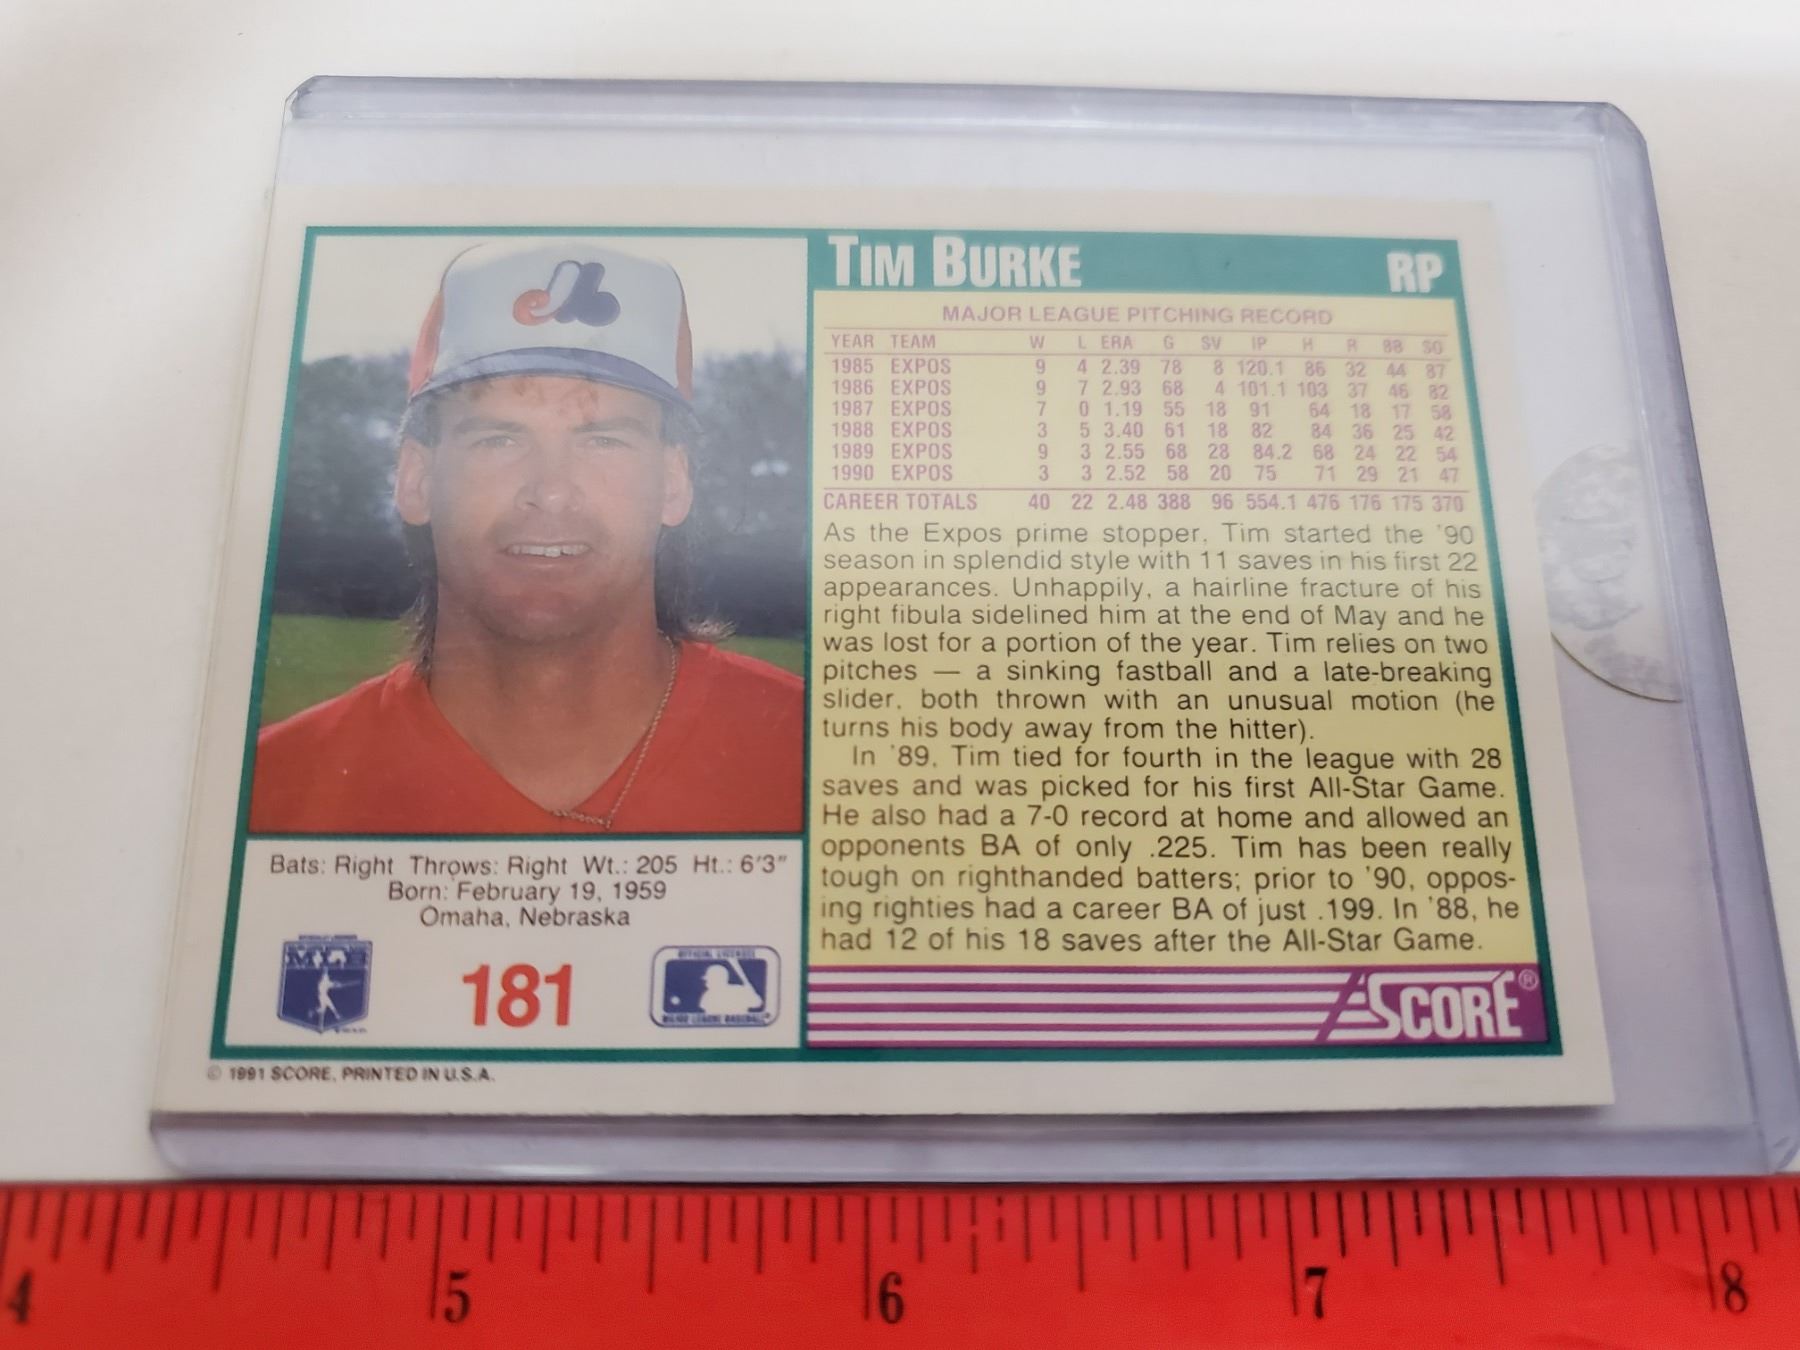 TIM BURKE RP
MAJOR LEAGUE PITCHING RECORD
YEAR TEAM W L ERA G SV IP H R BB SO
1985 EXPOS 9 4 2.39 78 8 120.1 86 32 44 87
1986 EXPOS 9 7 2.93 68 4 101.1 103 37 46 82
1987 EXPOS 7 0 1.19 55 18 91 64 18 17 58
1988 EXPOS 3 5 3.40 61 18 82 84 36 25 42
1989 EXPOS 9 3 2.55 68 28 84.2 68 24 22 54
1990 EXPOS 3 3 2.52 58 20 75 71 29 21 47
CAREER TOTALS 40 22 2.48 388 96 554.1 476 176 175 370
As the Expos prime stopper, Tim started the '90
season in splendid style with 11 saves in his first 22
appearances. Unhappily, a hairline fracture of his
right fibula sidelined him at the end of May and he
was lost for a portion of the year. Tim relies on two
pitches — a sinking fastball and a late-breaking
slider, both thrown with an unusual motion (he
turns his body away from the hitter).
In '89, Tim tied for fourth in the league with 28
saves and was picked for his first All-Star Game.
He also had a 7-0 record at home and allowed an
opponents BA of only .225. Tim has been really
tough on righthanded batters; prior to '90, oppos-
ing righties had a career BA of just .199. In '88, he
had 12 of his 18 saves after the All-Star Game.
Bats: Right Throws: Right Wt.: 205 Ht.: 6'3"
Born: February 19, 1959
Omaha, Nebraska
MLB
181
OFFICIAL LICENSEE
MAJOR LEAGUE BASEBALL
SCORE®
© 1991 SCORE, PRINTED IN U.S.A.
4 5 6 7 8